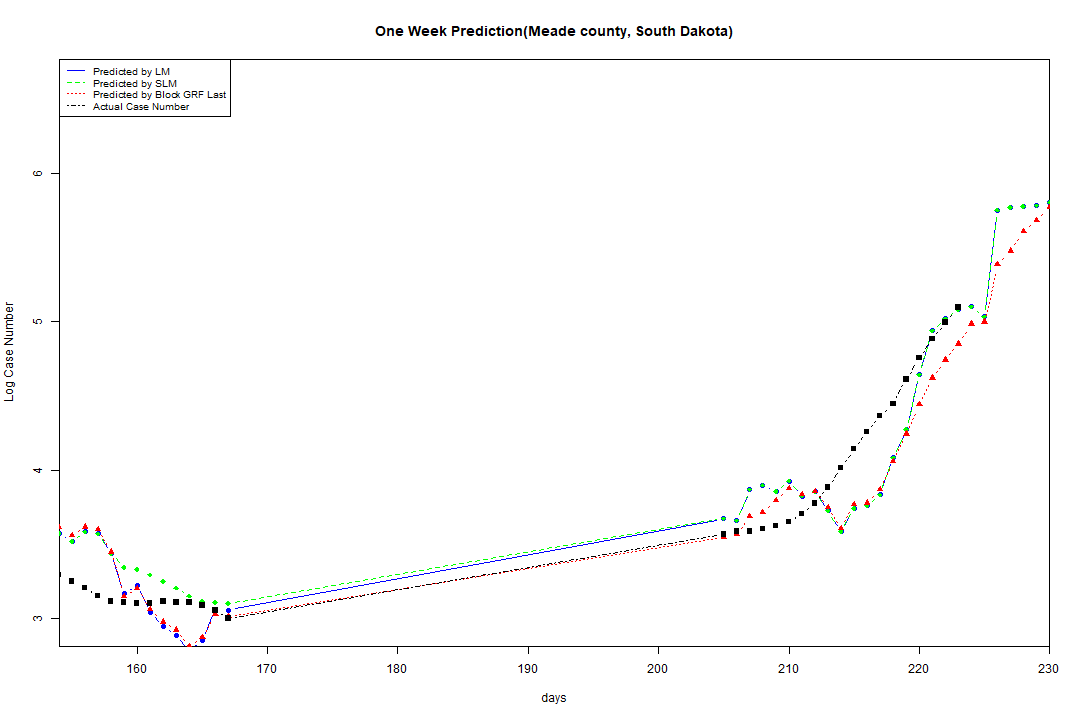 One Week Prediction(Meade county, South Dakota)
Predicted by LM
Predicted by SLM
Predicted by Block GRF Last
Actual Case Number
6
5
4
3
Log Case Number
160 170 180 190 200 210 220 230
days